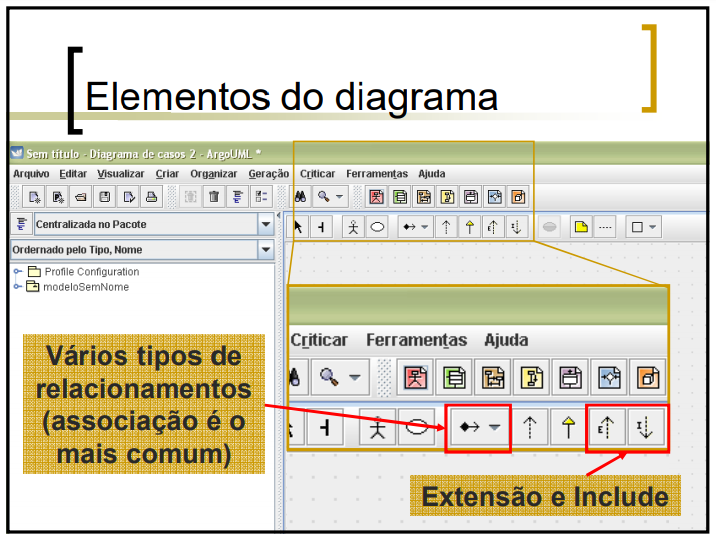 Elementos do diagrama
Sem título - Diagrama de casos 2 - ArgoUML *
Arquivo Editar Visualizar Criar Organizar Geração Criticar Ferramentas Ajuda
Centralizada no Pacote
Ordernado pelo Tipo, Nome
Profile Configuration
modeloSemNome
Criticar Ferramentas Ajuda
Vários tipos de
relacionamentos
(associação é o
mais comum)
E
I
Extensão e Include